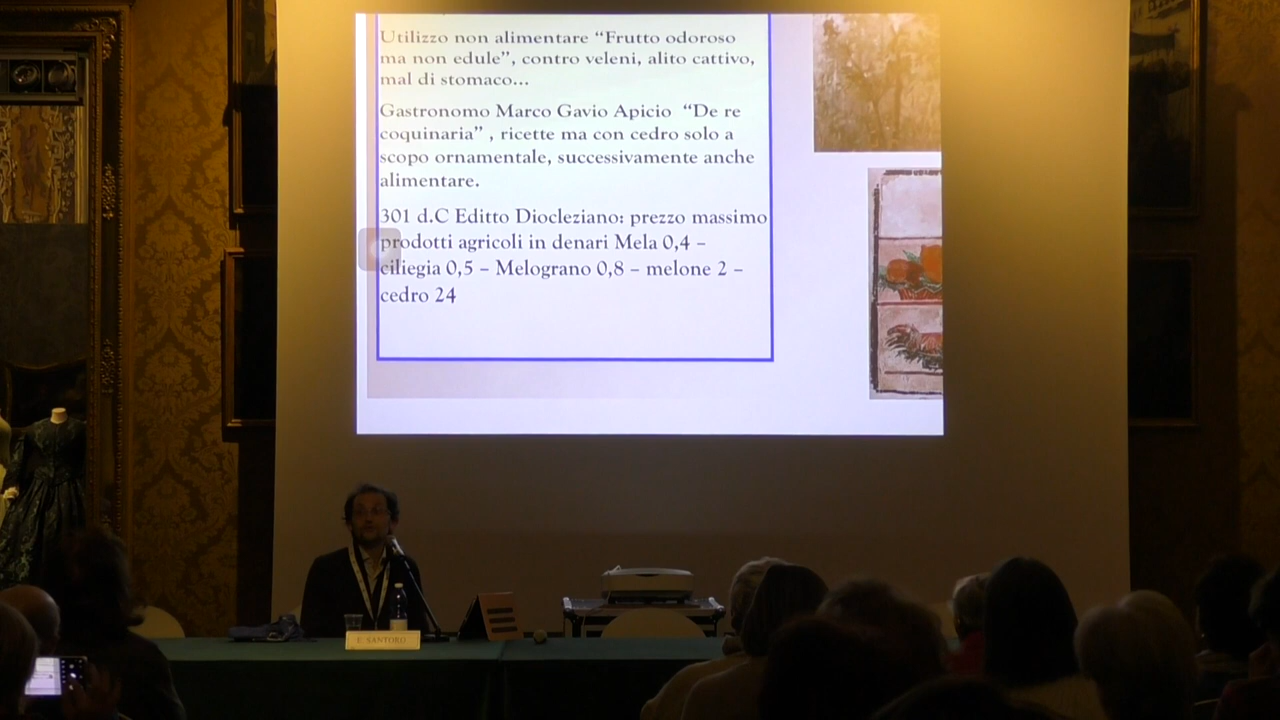 Utilizzo non alimentare “Frutto odoroso
ma non edule”, contro veleni, alito cattivo,
mal di stomaco...
Gastronomo Marco Gavio Apicio “De re
coquinaria” , ricette ma con cedro solo a
scopo ornamentale, successivamente anche
alimentare.
301 d.C Editto Diocleziano: prezzo massimo
prodotti agricoli in denari Mela 0,4 –
ciliegia 0,5 – Melograno 0,8 – melone 2 –
cedro 24
E. SANTORO